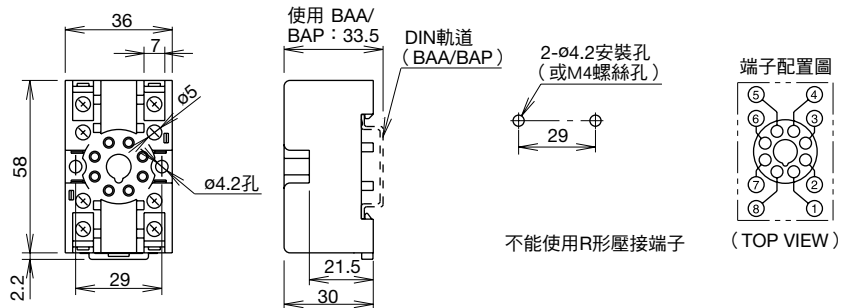 36
7
ø5
58
ø4.2孔
2.2
29
使用 BAA/
BAP：33.5
DIN軌道
（BAA/BAP）
21.5
30
2-ø4.2安裝孔
（或M4螺絲孔）
29
不能使用R形壓接端子
端子配置圖
5 4
6 3
7 2
8 1
（TOP VIEW）